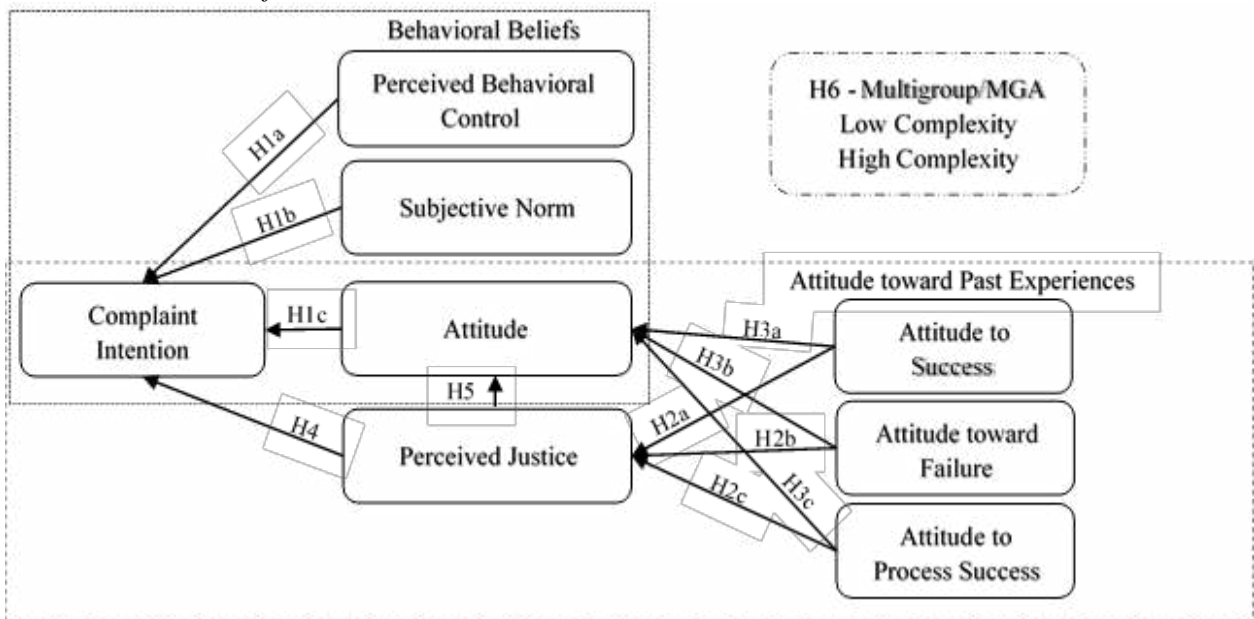 Behavioral Beliefs
Perceived Behavioral
Control
H6 - Multigroup/MGA
Low Complexity
High Complexity
H1a
Subjective Norm
H1b
Attitude toward Past Experiences
Complaint
Intention
H1c
Attitude
H3a
Attitude to
Success
H3b
H5
H2a
H4
Perceived Justice
H2b
Attitude toward
Failure
H2c
H3c
Attitude to
Process Success